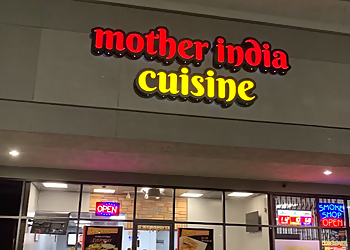 mother india
cuisine
OPEN
SMOKE
SHOP
OPEN